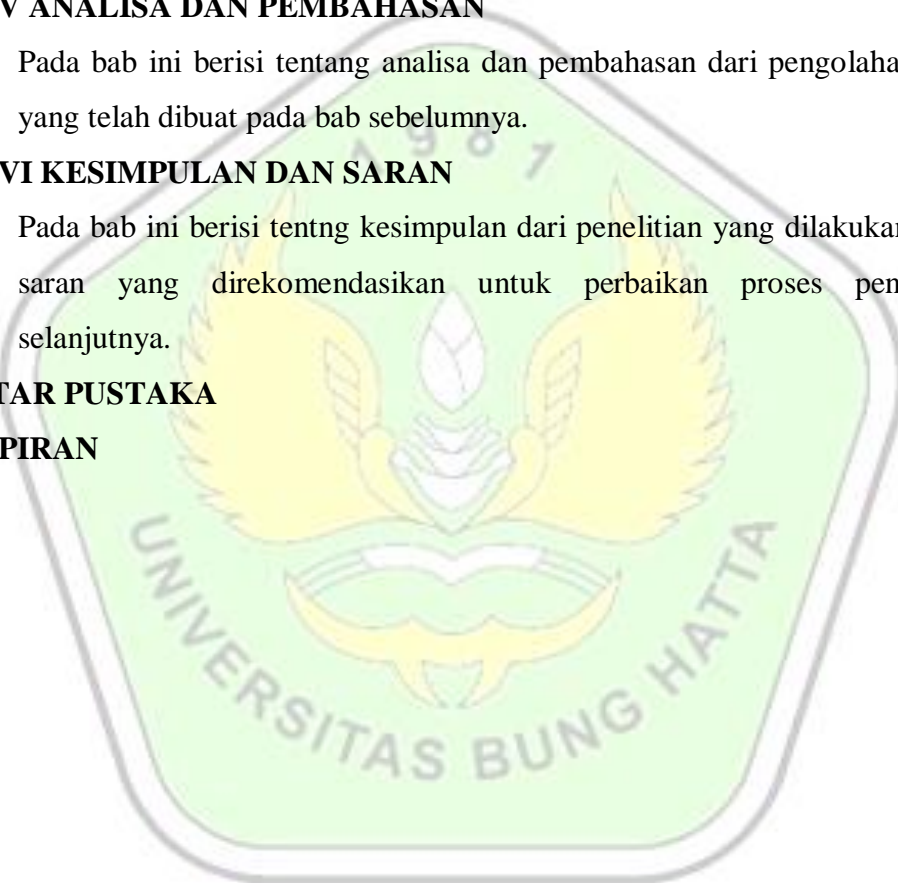 V ANALISA DAN PEMBAHASAN
Pada bab ini berisi tentang analisa dan pembahasan dari pengolaha
yang telah dibuat pada bab sebelumnya.
1981
VI KESIMPULAN DAN SARAN
Pada bab ini berisi tentng kesimpulan dari penelitian yang dilakukan
saran yang direkomendasikan untuk perbaikan proses pen
selanjutnya.
TAR PUSTAKA
PIRAN
UNIVERSITAS BUNG HATTA